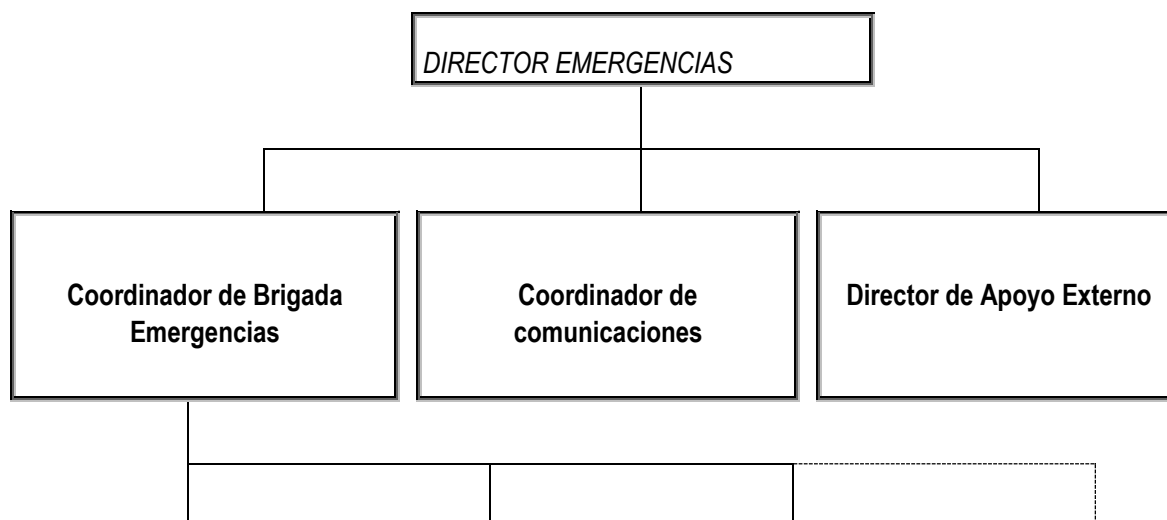 DIRECTOR EMERGENCIAS
Coordinador de Brigada
Emergencias
Coordinador de
comunicaciones
Director de Apoyo Externo